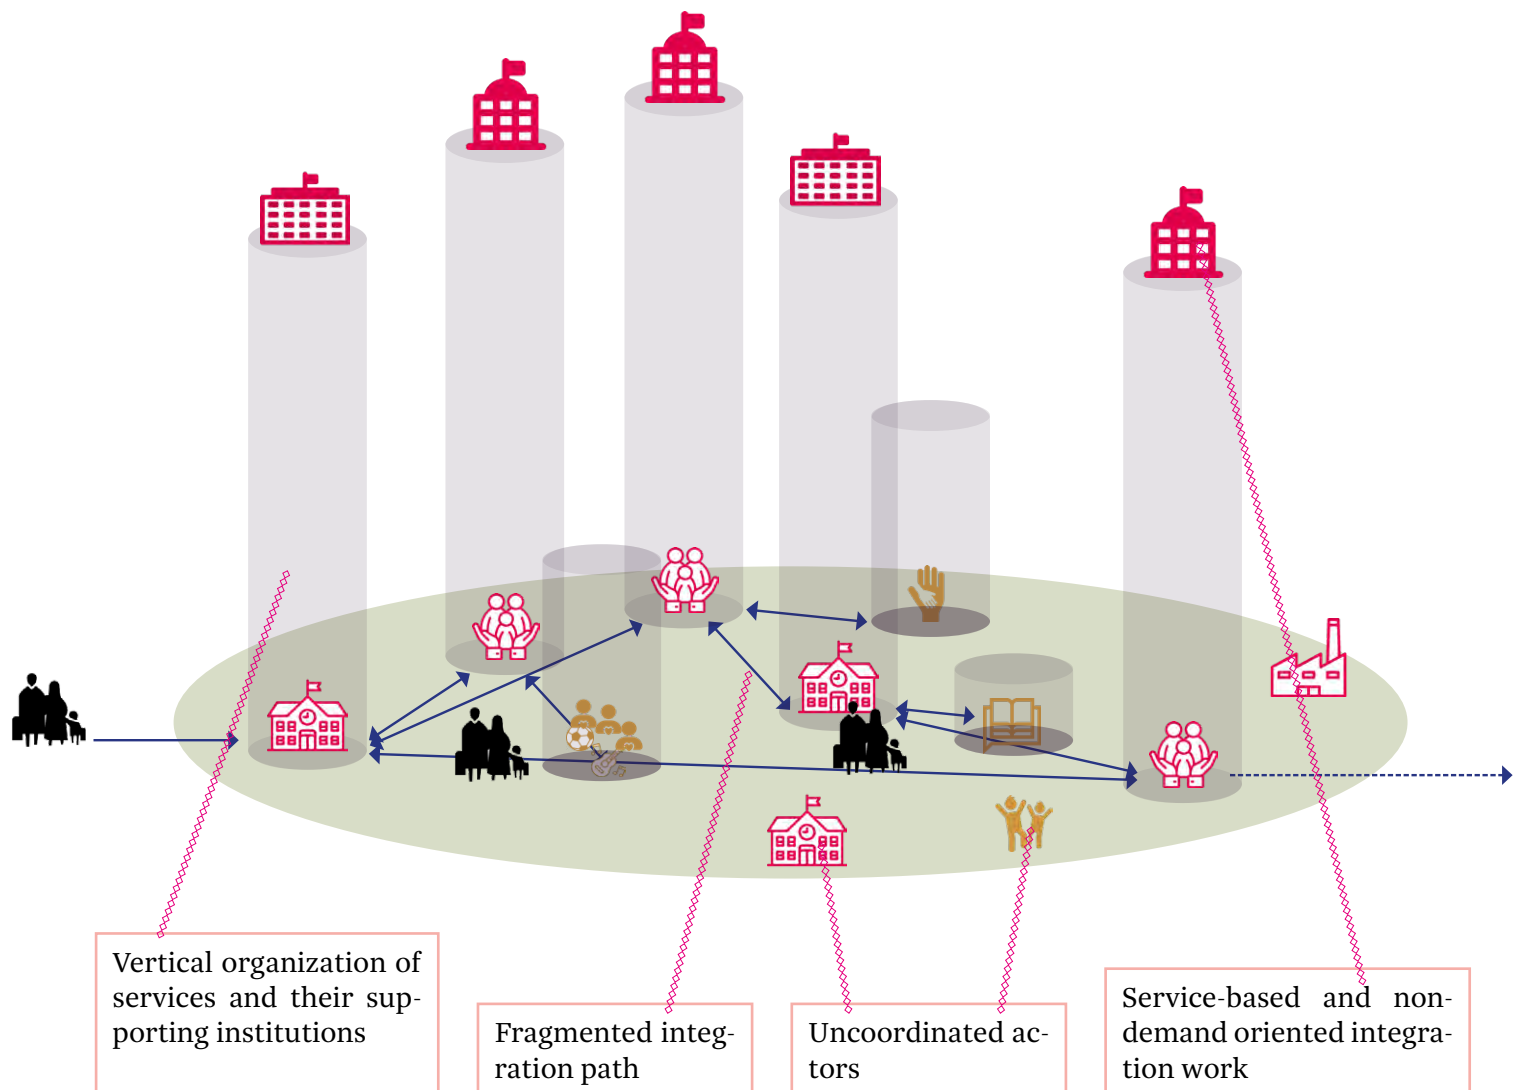 Vertical organization of
services and their sup-
porting institutions
Fragmented integ-
ration path
Uncoordinated ac-
tors
Service-based and non-
demand oriented integra-
tion work